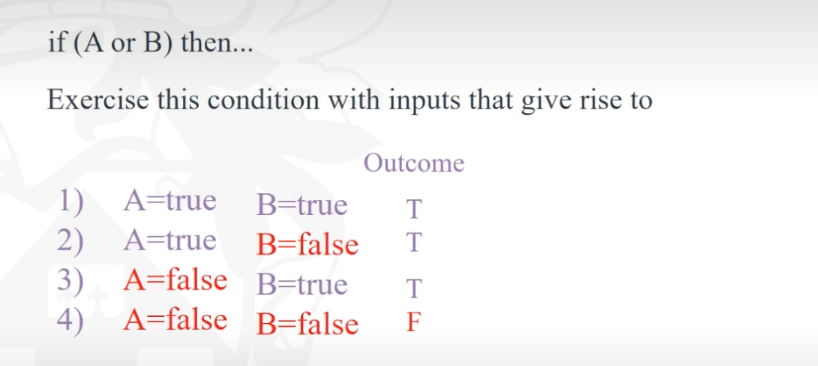 if (A or B) then...
Exercise this condition with inputs that give rise to
Outcome
1) A=true B=true T
2) A=true B=false T
3) A=false B=true T
4) A=false B=false F